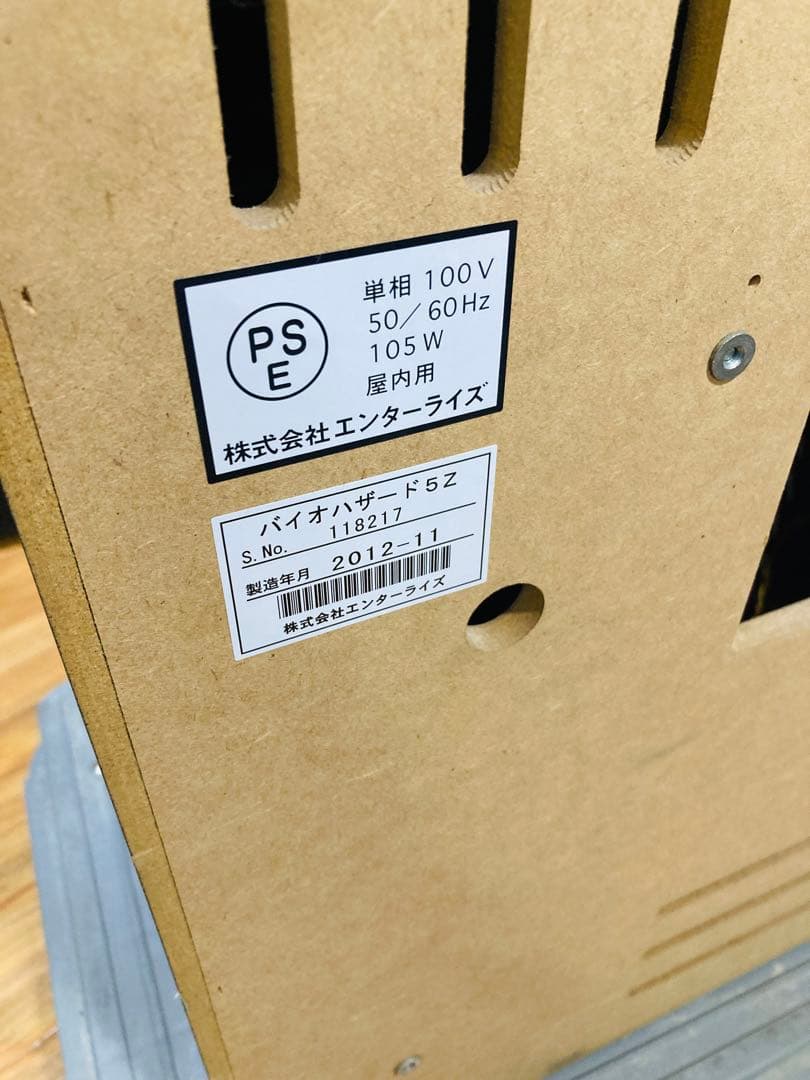 PS
E
単相 100V
50/60Hz
105W
屋内用
株式会社エンターライズ
バイオハザード5Z
S.No. 118217
製造年月 2012-11
株式会社エンターライズ